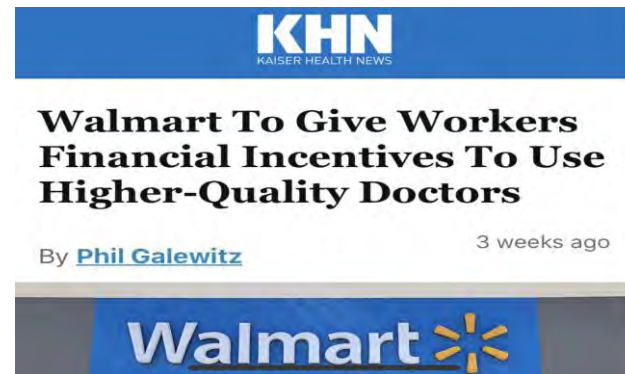 KHN
KAISER HEALTH NEWS
Walmart To Give Workers
Financial Incentives To Use
Higher-Quality Doctors
By Phil Galewitz
3 weeks ago
Walmart